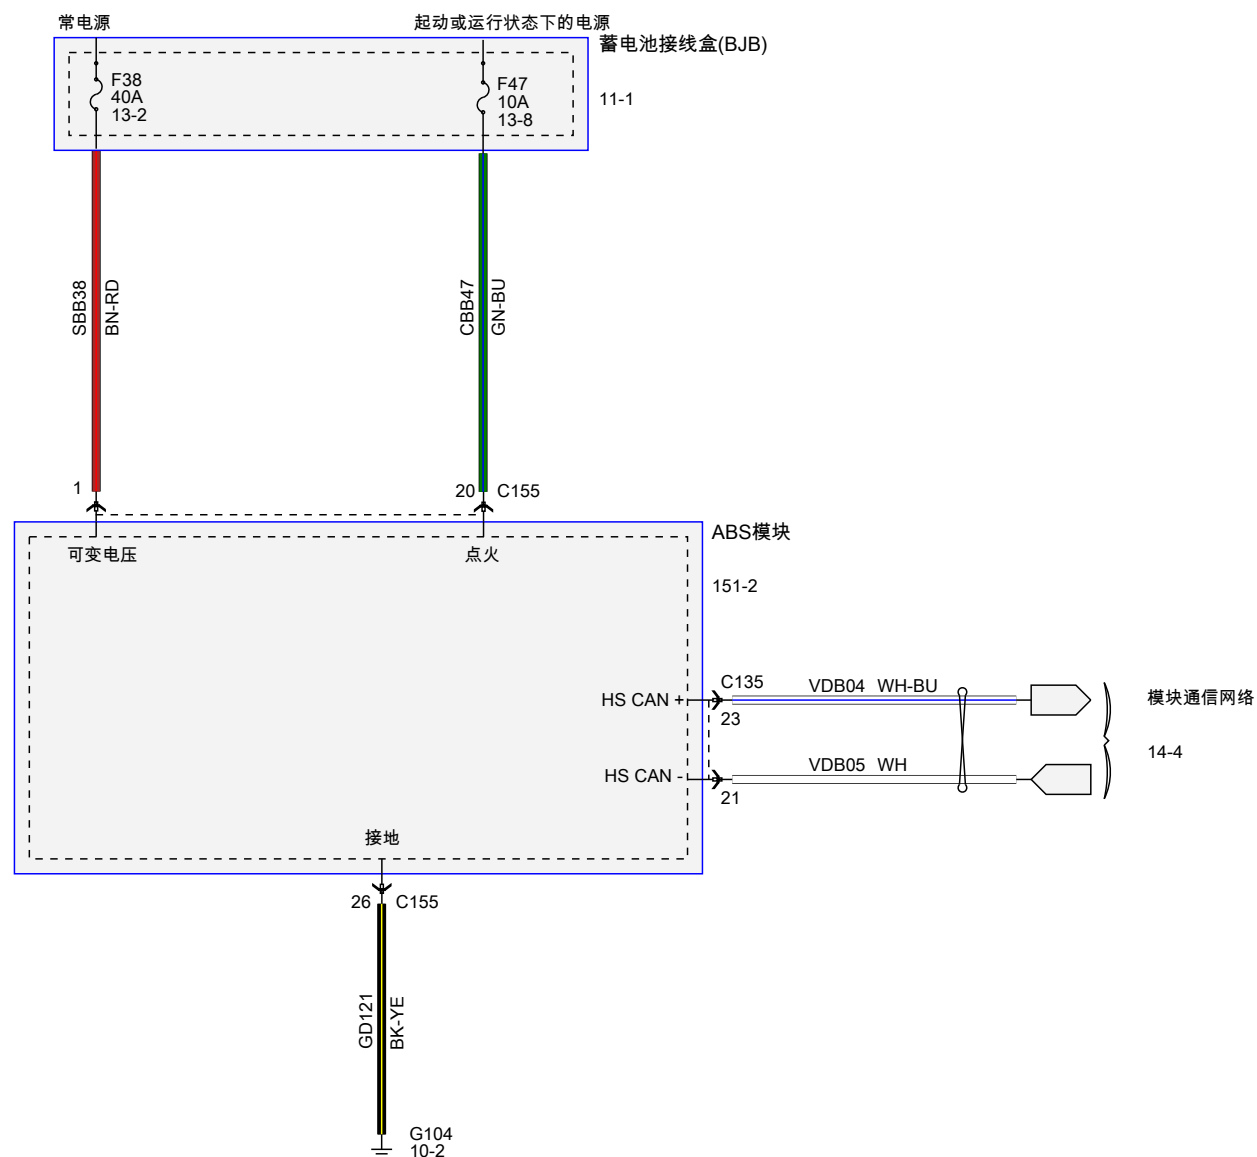 常电源
起动或运行状态下的电源
蓄电池接线盒(BJB)
11-1
F38
40A
13-2
F47
10A
13-8
SBB38
BN-RD
CBB47
GN-BU
1
20
C155
ABS模块
151-2
可变电压
点火
HS CAN +
C135
23
VDB04 WH-BU
模块通信网络
14-4
HS CAN -
21
VDB05 WH
接地
26
C155
GD121
BK-YE
G104
10-2